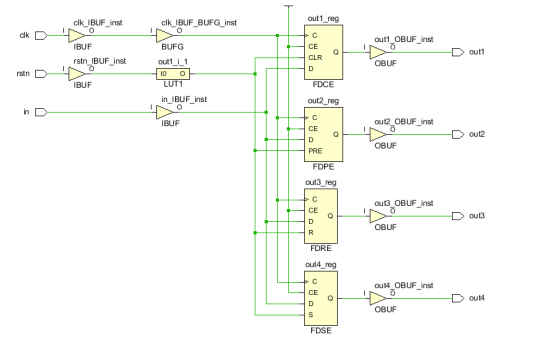 clk
I
clk_IBUF_inst
O
IBUF
I
clk_IBUF_BUFG_inst
O
BUFG
rstn
I
rstn_IBUF_inst
O
IBUF
out1_i_1
I0
O
LUT1
in
I
in_IBUF_inst
O
IBUF
out1_reg
C
CE
CLR
D
Q
FDCE
I
out1_OBUF_inst
O
OBUF
out1
out2_reg
C
CE
D
PRE
Q
FDPE
I
out2_OBUF_inst
O
OBUF
out2
out3_reg
C
CE
D
R
Q
FDRE
I
out3_OBUF_inst
O
OBUF
out3
out4_reg
C
CE
D
S
Q
FDSE
I
out4_OBUF_inst
O
OBUF
out4